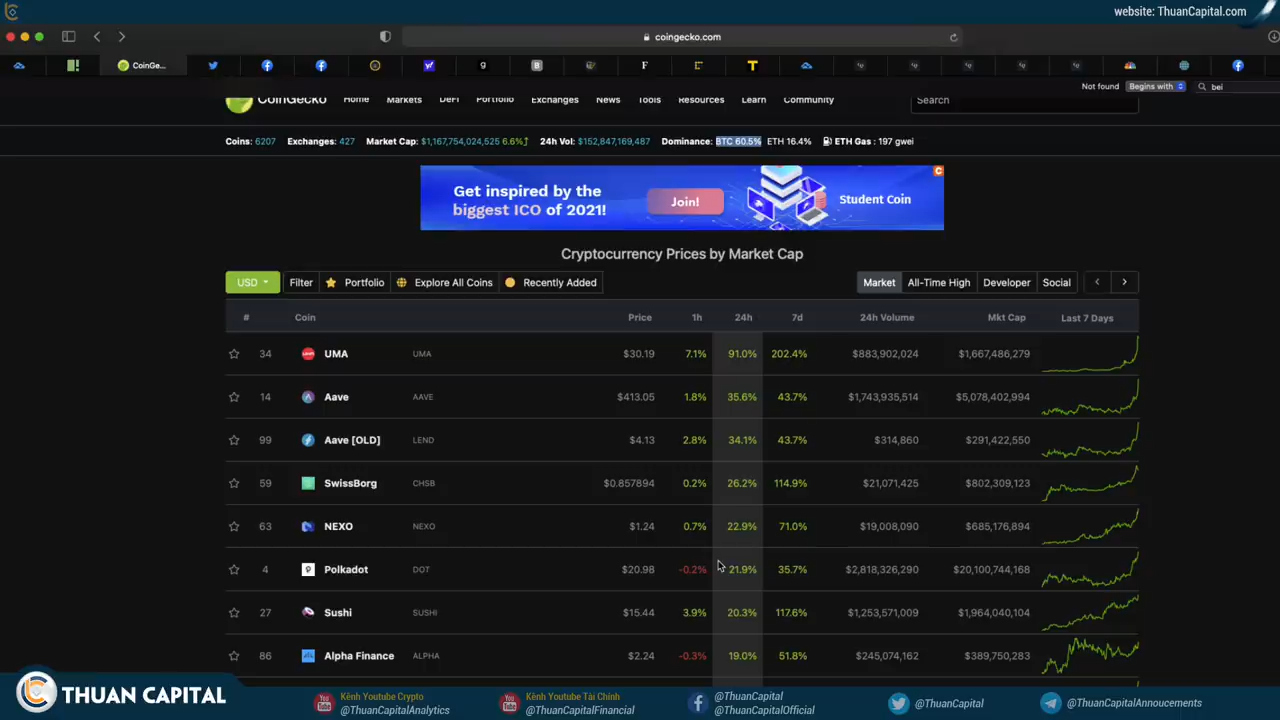 website: ThuanCapital.com
coingecko.com
CoinGe...
Not found Begins with bei
CoinGecko Home Markets DeFi Portfolio Exchanges News Tools Resources Learn Community Search
Coins: 6207 Exchanges: 427 Market Cap: $1,167,754,024,525 6.6% 24h Vol: $152,847,169,487 Dominance: BTC 60.5% ETH 16.4% ETH Gas : 197 gwei
Get inspired by the
biggest ICO of 2021!
Join!
Student Coin
Cryptocurrency Prices by Market Cap
USD Filter Portfolio Explore All Coins Recently Added Market All-Time High Developer Social
# Coin Price 1h 24h 7d 24h Volume Mkt Cap Last 7 Days
34 UMA UMA $30.19 7.1% 91.0% 202.4% $883,902,024 $1,667,486,279
14 Aave AAVE $413.05 1.8% 35.6% 43.7% $1,743,935,514 $5,078,402,994
99 Aave [OLD] LEND $4.13 2.8% 34.1% 43.7% $314,860 $291,422,550
59 SwissBorg CHSB $0.857894 0.2% 26.2% 114.9% $21,071,425 $802,309,123
63 NEXO NEXO $1.24 0.7% 22.9% 71.0% $19,008,090 $685,176,894
4 Polkadot DOT $20.98 -0.2% 21.9% 35.7% $2,818,326,290 $20,100,744,168
27 Sushi SUSHI $15.44 3.9% 20.3% 117.6% $1,253,571,009 $1,964,040,104
86 Alpha Finance ALPHA $2.24 -0.3% 19.0% 51.8% $245,074,162 $389,750,283
THUAN CAPITAL
Kênh Youtube Crypto
@ThuanCapitalAnalytics
Kênh Youtube Tài Chính
@ThuanCapitalFinancial
@ThuanCapital
@ThuanCapitalOfficial
@ThuanCapital
@ThuanCapitalAnnoucements